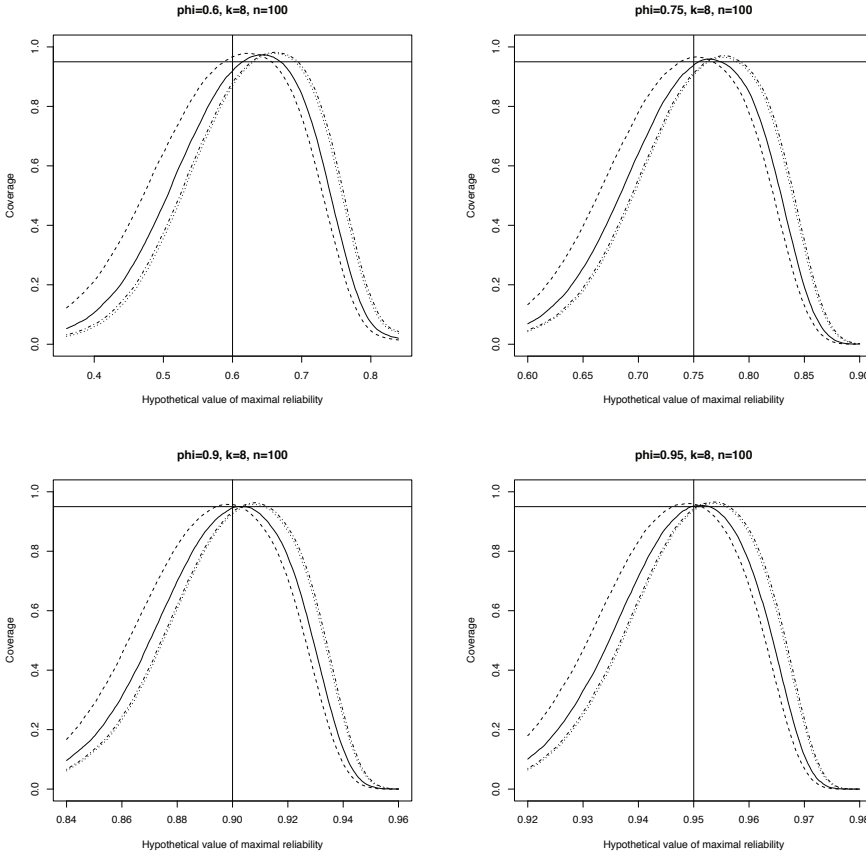 phi=0.6, k=8, n=100
Coverage
0.0 0.2 0.4 0.6 0.8 1.0
0.4 0.5 0.6 0.7 0.8
Hypothetical value of maximal reliability
phi=0.75, k=8, n=100
Coverage
0.0 0.2 0.4 0.6 0.8 1.0
0.60 0.65 0.70 0.75 0.80 0.85 0.90
Hypothetical value of maximal reliability
phi=0.9, k=8, n=100
Coverage
0.0 0.2 0.4 0.6 0.8 1.0
0.84 0.86 0.88 0.90 0.92 0.94 0.96
Hypothetical value of maximal reliability
phi=0.95, k=8, n=100
Coverage
0.0 0.2 0.4 0.6 0.8 1.0
0.92 0.93 0.94 0.95 0.96 0.97 0.98
Hypothetical value of maximal reliability